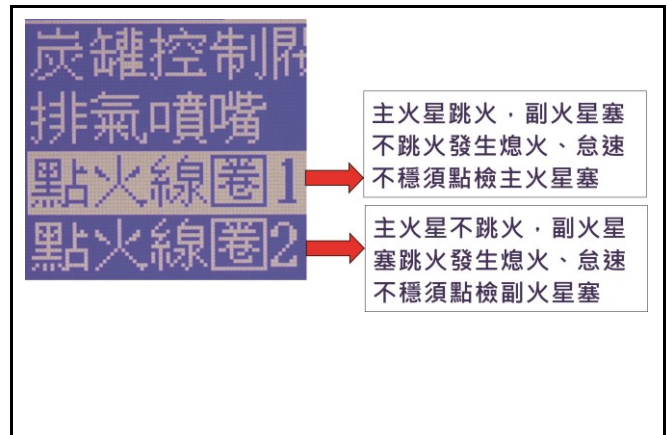 炭罐控制閥
排氣噴嘴
點火線圈1
點火線圈2
主火星跳火，副火星塞
不跳火發生熄火、怠速
不穩須點檢主火星塞
主火星不跳火，副火星
塞跳火發生熄火、怠速
不穩須點檢副火星塞